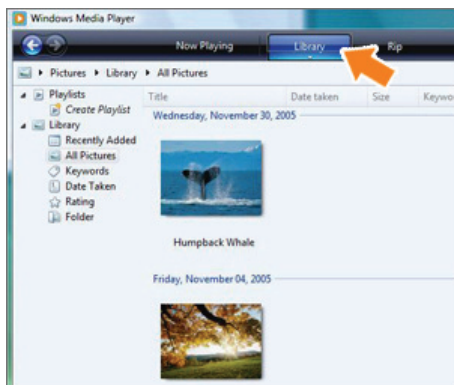 Windows Media Player
Now Playing Library Rip
Pictures Library All Pictures
Playlists
Create Playlist
Library
Recently Added
All Pictures
Keywords
Date Taken
Rating
Folder
Title Date taken Size Keywo
Wednesday, November 30, 2005
Humpback Whale
Friday, November 04, 2005